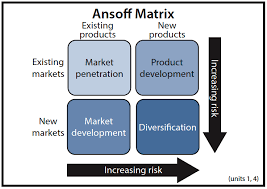 Ansoff Matrix
Existing products
New products
Existing markets
Market penetration
Product development
New markets
Market development
Diversification
Increasing risk
Increasing risk
(units 1, 4)